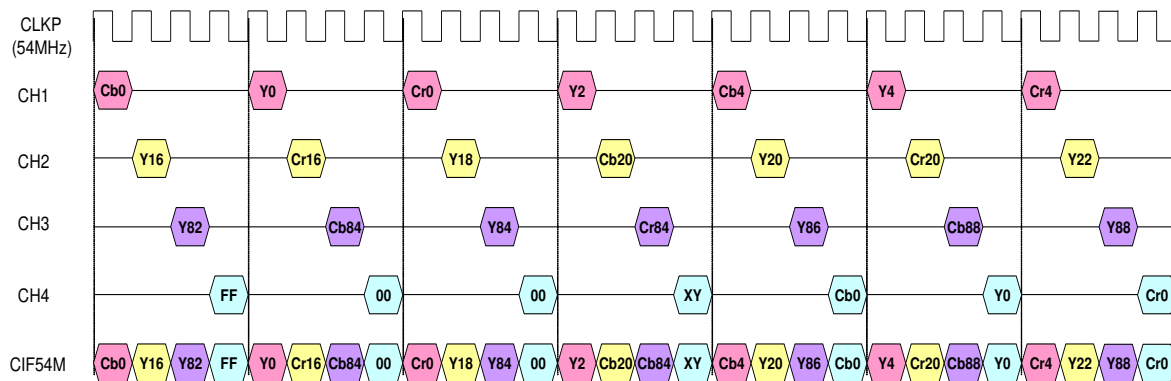 CLKP
(54MHz)
CH1 Cb0 Y0 Cr0 Y2 Cb4 Y4 Cr4
CH2 Y16 Cr16 Y18 Cb20 Y20 Cr20 Y22
CH3 Y82 Cb84 Y84 Cr84 Y86 Cb88 Y88
CH4 FF 00 00 XY Cb0 Y0 Cr0
CIF54M Cb0 Y16 Y82 FF Y0 Cr16 Cb84 00 Cr0 Y18 Y84 00 Y2 Cb20 Cb84 XY Cb4 Y20 Y86 Cb0 Y4 Cr20 Cb88 Y0 Cr4 Y22 Y88 Cr0